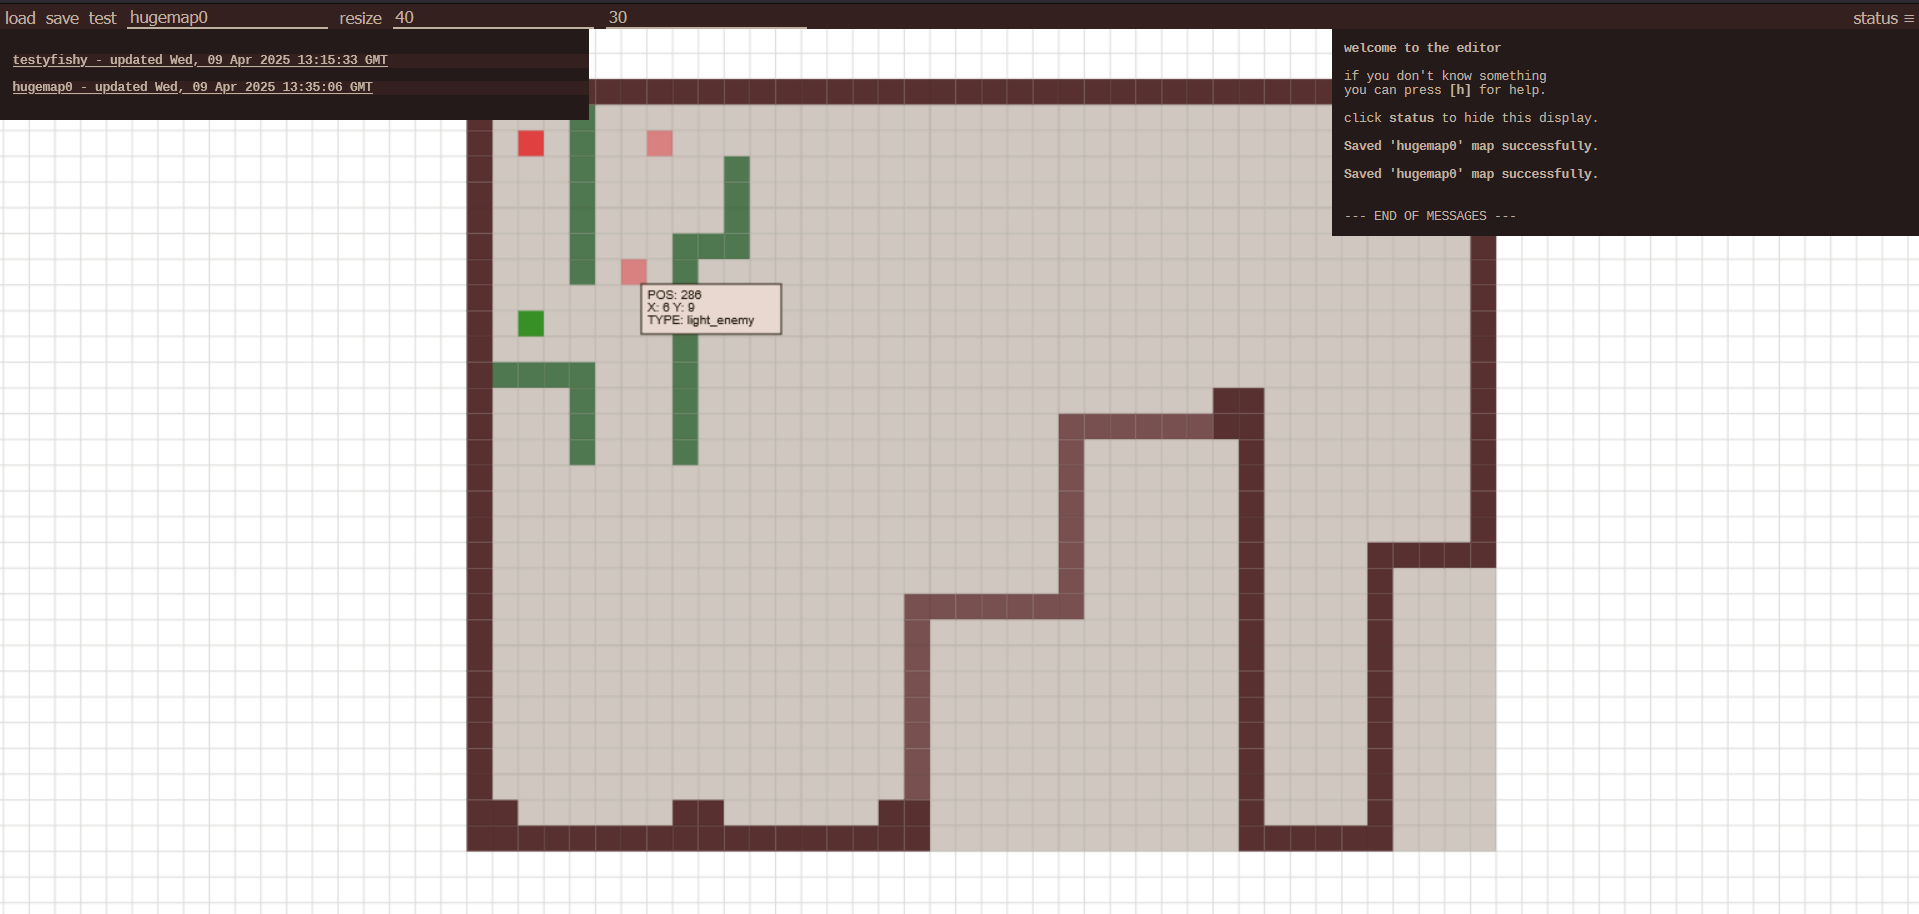 load save test hugemap0 resize 40 30 status ≡
testyfishy - updated Wed, 09 Apr 2025 13:15:33 GMT
hugemap0 - updated Wed, 09 Apr 2025 13:35:06 GMT
welcome to the editor
if you don't know something
you can press [h] for help.
click status to hide this display.
Saved 'hugemap0' map successfully.
Saved 'hugemap0' map successfully.
--- END OF MESSAGES ---
POS: 286
X: 6 Y: 9
TYPE: light_enemy